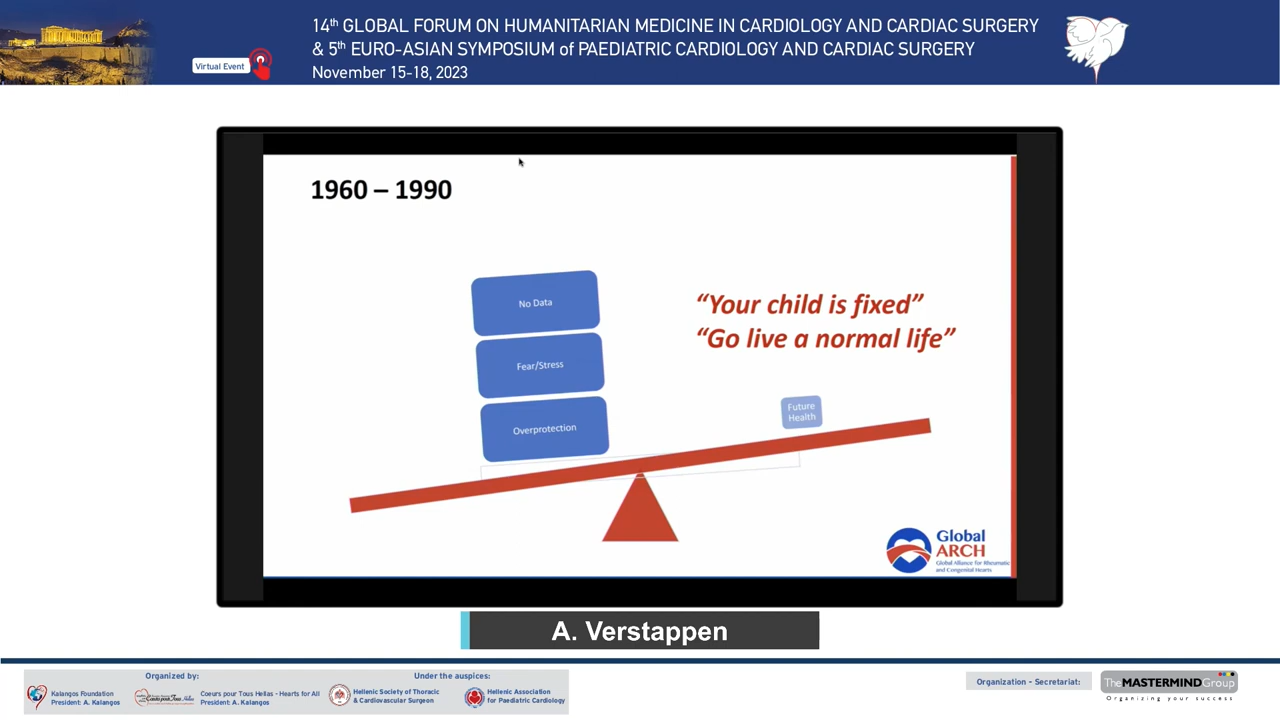 14th GLOBAL FORUM ON HUMANITARIAN MEDICINE IN CARDIOLOGY AND CARDIAC SURGERY
& 5th EURO-ASIAN SYMPOSIUM of PAEDIATRIC CARDIOLOGY AND CARDIAC SURGERY
November 15-18, 2023
Virtual Event
1960 – 1990
No Data
Fear/Stress
Overprotection
“Your child is fixed”
“Go live a normal life”
Future
Health
Global
ARCH
Global Alliance for Rheumatic
and Congenital Hearts
A. Verstappen
Organized by:
Kalangos Foundation
President: A. Kalangos
Coeurs pour Tous Hellas
Coeurs pour Tous Hellas - Hearts for All
President: A. Kalangos
Under the auspices:
Hellenic Society of Thoracic
& Cardiovascular Surgeon
Hellenic Association
for Paediatric Cardiology
Organization - Secretariat:
The MASTERMIND Group
Organizing your success